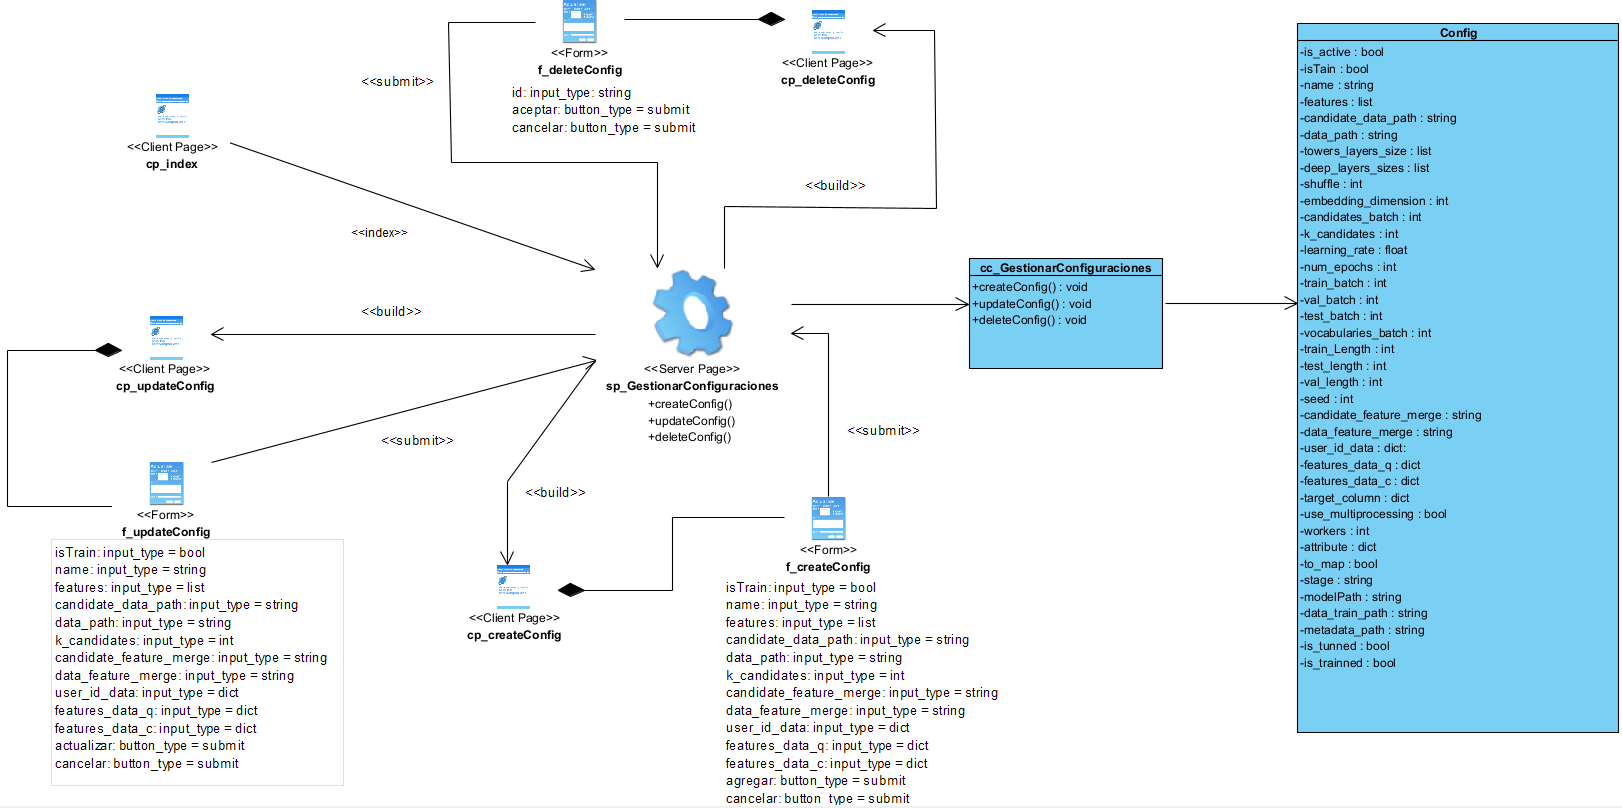 <<Form>>
f_deleteConfig
id: input_type: string
aceptar: button_type = submit
cancelar: button_type = submit
<<Client Page>>
cp_deleteConfig
<<submit>>
<<build>>
<<Client Page>>
cp_index
<<index>>
<<build>>
<<Client Page>>
cp_updateConfig
<<submit>>
<<Form>>
f_updateConfig
isTrain: input_type = bool
name: input_type = string
features: input_type = list
candidate_data_path: input_type = string
data_path: input_type = string
k_candidates: input_type = int
candidate_feature_merge: input_type = string
data_feature_merge: input_type = string
user_id_data: input_type = dict
features_data_q: input_type = dict
features_data_c: input_type = dict
actualizar: button_type = submit
cancelar: button_type = submit
<<Server Page>>
sp_GestionarConfiguraciones
+createConfig()
+updateConfig()
+deleteConfig()
<<build>>
<<Client Page>>
cp_createConfig
<<submit>>
<<Form>>
f_createConfig
isTrain: input_type = bool
name: input_type = string
features: input_type = list
candidate_data_path: input_type = string
data_path: input_type = string
k_candidates: input_type = int
candidate_feature_merge: input_type = string
data_feature_merge: input_type = string
user_id_data: input_type = dict
features_data_q: input_type = dict
features_data_c: input_type = dict
agregar: button_type = submit
cancelar: button_type = submit
cc_GestionarConfiguraciones
+createConfig() : void
+updateConfig() : void
+deleteConfig() : void
Config
-is_active : bool
-isTain : bool
-name : string
-features : list
-candidate_data_path : string
-data_path : string
-towers_layers_size : list
-deep_layers_sizes : list
-shuffle : int
-embedding_dimension : int
-candidates_batch : int
-k_candidates : int
-learning_rate : float
-num_epochs : int
-train_batch : int
-val_batch : int
-test_batch : int
-vocabularies_batch : int
-train_Length : int
-test_length : int
-val_length : int
-seed : int
-candidate_feature_merge : string
-data_feature_merge : string
-user_id_data : dict:
-features_data_q : dict
-features_data_c : dict
-target_column : dict
-use_multiprocessing : bool
-workers : int
-attribute : dict
-to_map : bool
-stage : string
-modelPath : string
-data_train_path : string
-metadata_path : string
-is_tunned : bool
-is_trainned : bool